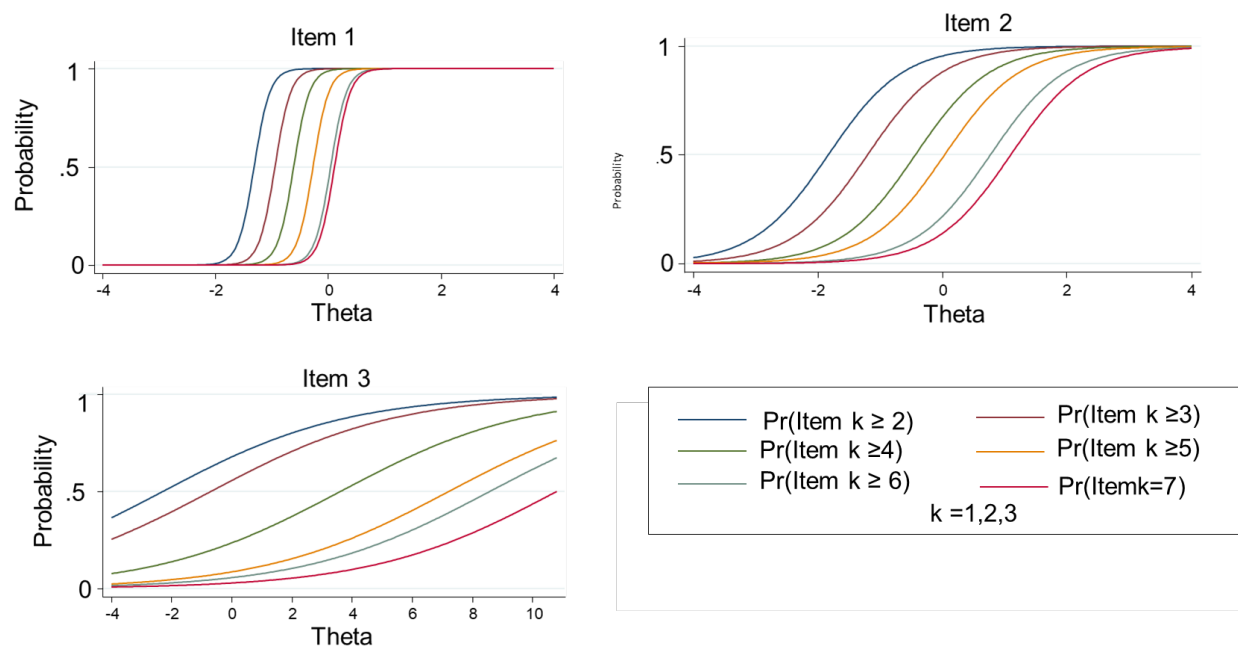 Item 1
Probability
1
.5
0
-4 -2 0 2 4
Theta
Item 2
Probability
1
.5
0
-4 -2 0 2 4
Theta
Item 3
Probability
1
.5
0
-4 -2 0 2 4 6 8 10
Theta
Pr(Item k ≥ 2) Pr(Item k ≥3)
Pr(Item k ≥4) Pr(Item k ≥5)
Pr(Item k ≥ 6) Pr(Itemk=7)
k =1,2,3